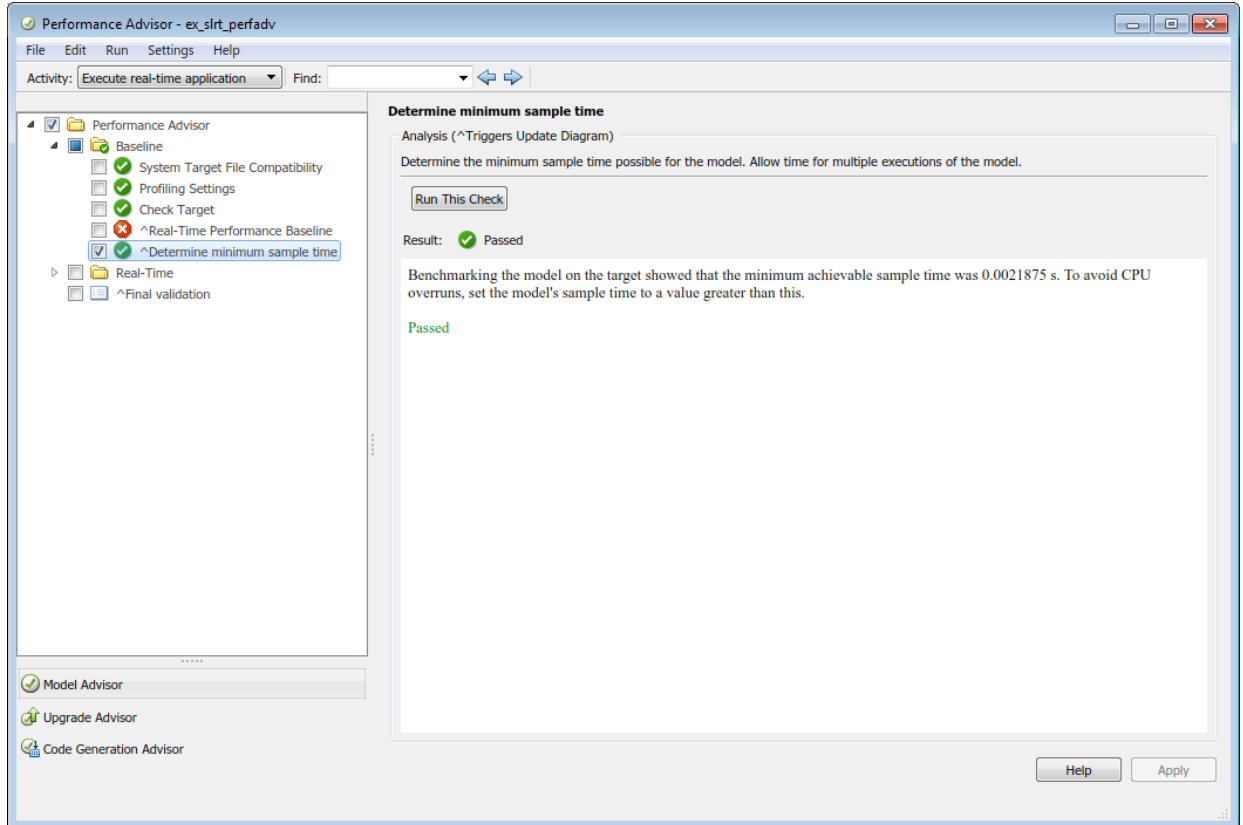 Performance Advisor - ex_slrt_perfadv
File Edit Run Settings Help
Activity: Execute real-time application Find:
Performance Advisor
Baseline
System Target File Compatibility
Profiling Settings
Check Target
^Real-Time Performance Baseline
^Determine minimum sample time
Real-Time
^Final validation
Model Advisor
Upgrade Advisor
Code Generation Advisor
Determine minimum sample time
Analysis (^Triggers Update Diagram)
Determine the minimum sample time possible for the model. Allow time for multiple executions of the model.
Run This Check
Result: Passed
Benchmarking the model on the target showed that the minimum achievable sample time was 0.0021875 s. To avoid CPU
overruns, set the model's sample time to a value greater than this.
Passed
Help Apply